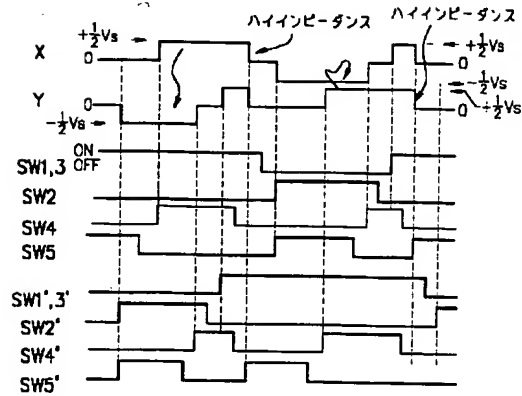 ハイインピーダンス
ハイインピーダンス
+½Vs
X
0
+½Vs
0
-½Vs
Y
0
-½Vs
÷½Vs
0
ON
SW1,3 OFF
SW2
SW4
SW5
SW1',3'
SW2'
SW4'
SW5'